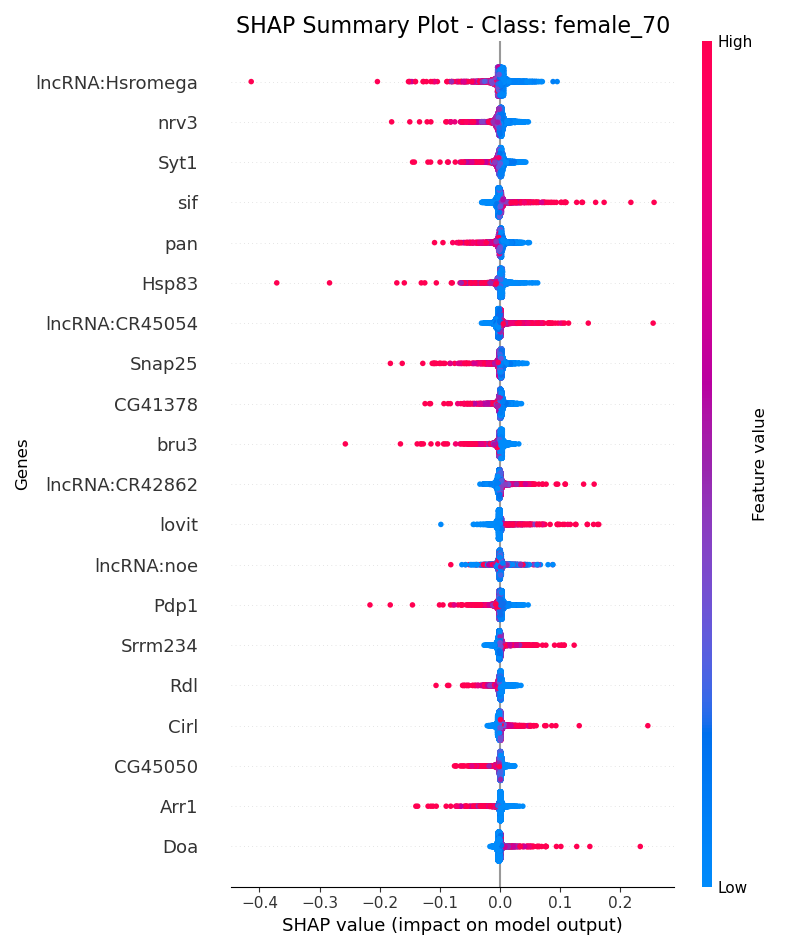 SHAP Summary Plot - Class: female_70
High
lncRNA:Hsromega
nrv3
Syt1
sif
pan
Hsp83
lncRNA:CR45054
Snap25
CG41378
bru3
lncRNA:CR42862
lovit
lncRNA:noe
Pdp1
Srrm234
Rdl
Cirl
CG45050
Arr1
Doa
Genes
Feature value
Low
−0.4 −0.3 −0.2 −0.1 0.0 0.1 0.2
SHAP value (impact on model output)